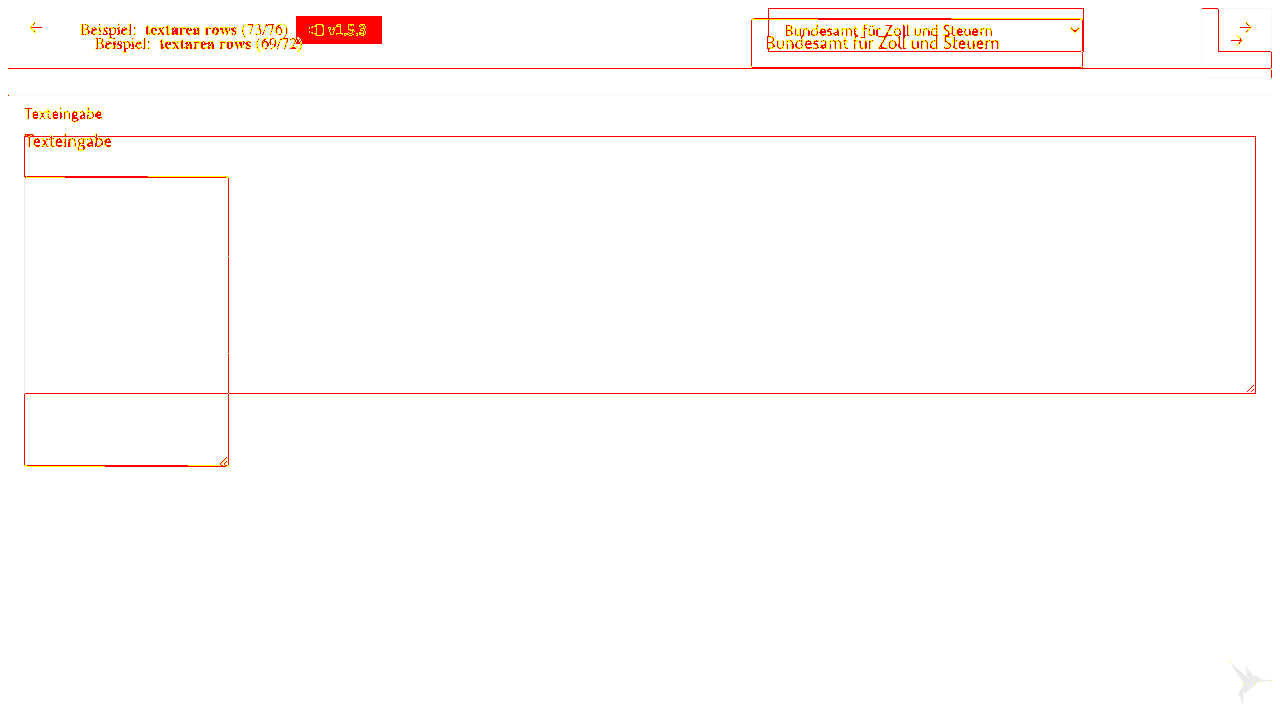 Beispiel: textarea rows (73/76) v1.5.3
Beispiel: textarea rows (69/72)
Bundesamt für Zoll und Steuern
Bundesamt für Zoll und Steuern
Texteingabe
Texteingabe